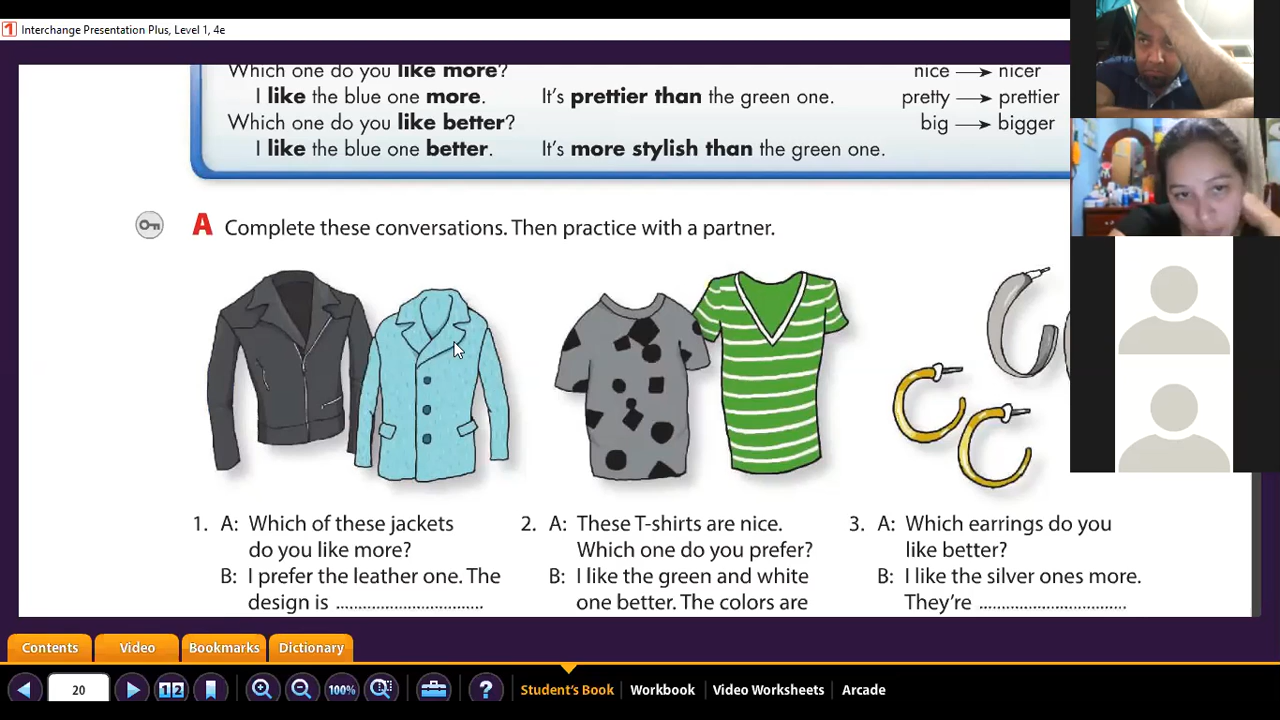 Interchange Presentation Plus, Level 1, 4e
Which one do you like more?
I like the blue one more.
Which one do you like better?
I like the blue one better.
It's prettier than the green one.
It's more stylish than the green one.
nice → nicer
pretty → prettier
big → bigger
A Complete these conversations. Then practice with a partner.
1. A: Which of these jackets
do you like more?
B: I prefer the leather one. The
design is ................................
2. A: These T-shirts are nice.
Which one do you prefer?
B: I like the green and white
one better. The colors are
3. A: Which earrings do you
like better?
B: I like the silver ones more.
They're ................................
Contents Video Bookmarks Dictionary
20 1 2 100% ? Student's Book Workbook Video Worksheets Arcade